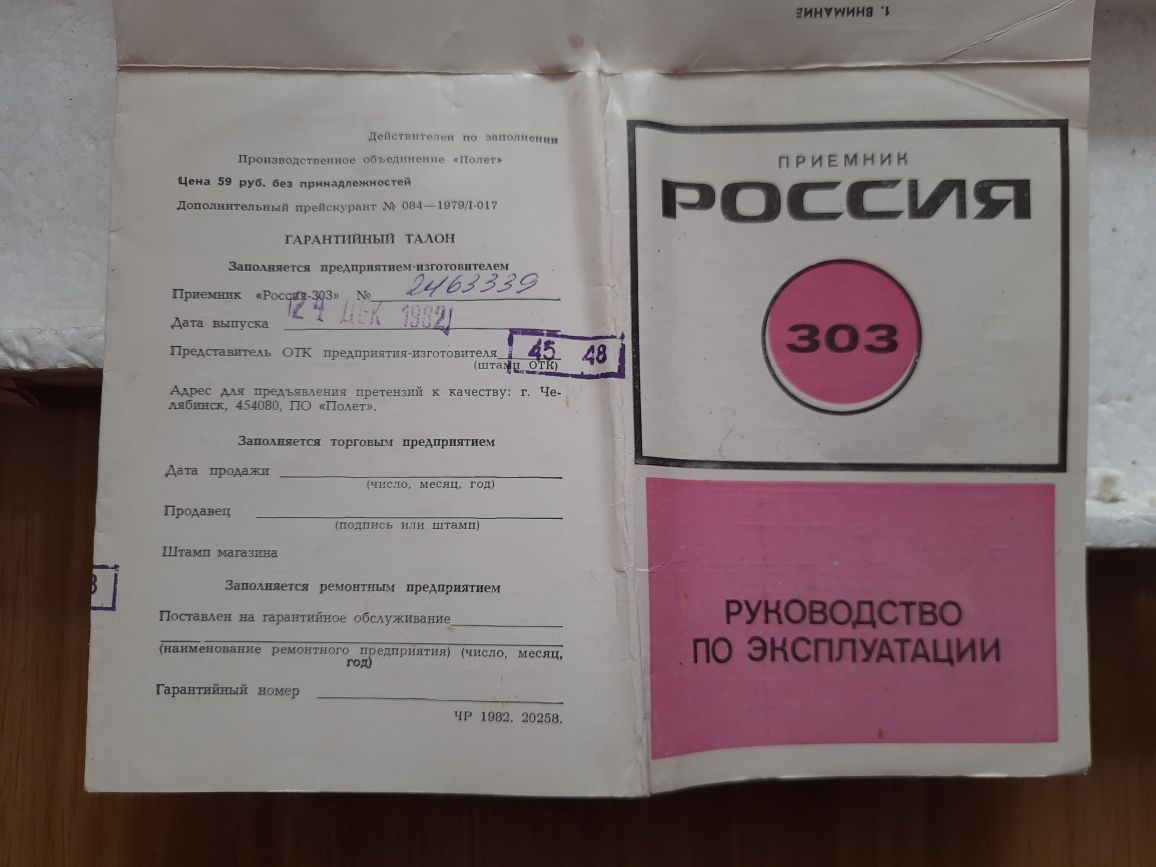 1. ВНИМАНИЕ
Действителен по заполнении
Производственное объединение «Полет»
Цена 59 руб. без принадлежностей
Дополнительный прейскурант № 084—1979/I-017
ГАРАНТИЙНЫЙ ТАЛОН
Заполняется предприятием-изготовителем
Приемник «Россия-303» № 2463339
Дата выпуска 24 ДЕК 1982
Представитель ОТК предприятия-изготовителя 45 48
(штамп ОТК)
Адрес для предъявления претензий к качеству: г. Че-
лябинск, 454080, ПО «Полет».
Заполняется торговым предприятием
Дата продажи
(число, месяц, год)
Продавец
(подпись или штамп)
Штамп магазина
Заполняется ремонтным предприятием
Поставлен на гарантийное обслуживание
(наименование ремонтного предприятия) (число, месяц,
год)
Гарантийный номер
ЧР 1982. 20258.
ПРИЕМНИК
РОССИЯ
303
РУКОВОДСТВО
ПО ЭКСПЛУАТАЦИИ